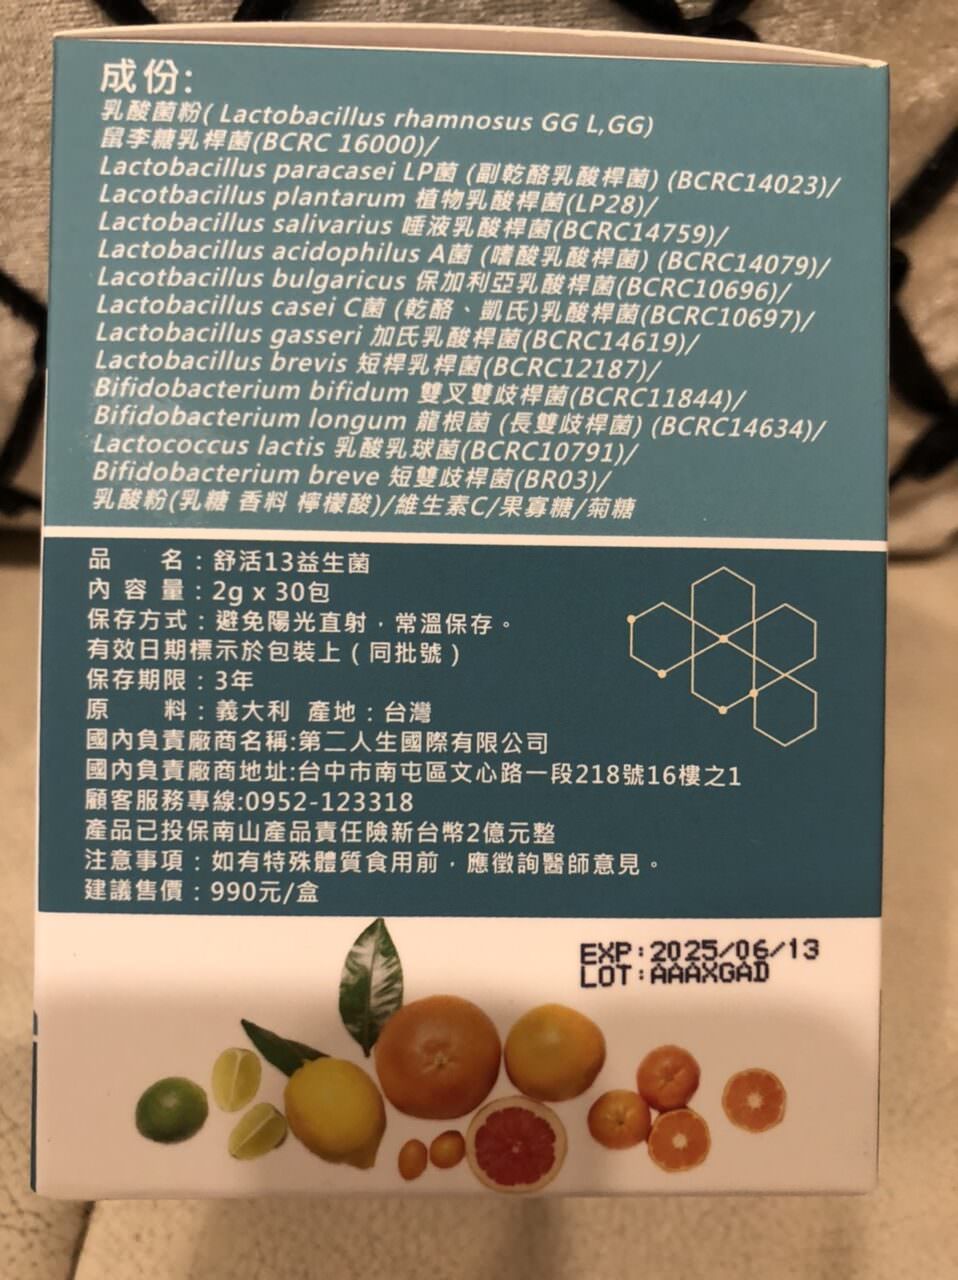 成份:
乳酸菌粉( Lactobacillus rhamnosus GG L,GG)
鼠李糖乳桿菌(BCRC 16000)/
Lactobacillus paracasei LP菌 (副乾酪乳酸桿菌) (BCRC14023)/
Lacotbacillus plantarum 植物乳酸桿菌(LP28)/
Lactobacillus salivarius 唾液乳酸桿菌(BCRC14759)/
Lactobacillus acidophilus A菌 (嗜酸乳酸桿菌) (BCRC14079)/
Lacotbacillus bulgaricus 保加利亞乳酸桿菌(BCRC10696)/
Lactobacillus casei C菌 (乾酪、凱氏)乳酸桿菌(BCRC10697)/
Lactobacillus gasseri 加氏乳酸桿菌(BCRC14619)/
Lactobacillus brevis 短桿乳桿菌(BCRC12187)/
Bifidobacterium bifidum 雙叉雙歧桿菌(BCRC11844)/
Bifidobacterium longum 龍根菌 (長雙歧桿菌) (BCRC14634)/
Lactococcus lactis 乳酸乳球菌(BCRC10791)/
Bifidobacterium breve 短雙歧桿菌(BR03)/
乳酸粉(乳糖 香料 檸檬酸)/維生素C/果寡糖/菊糖
品 名：舒活13益生菌
內 容 量：2g x 30包
保存方式：避免陽光直射，常溫保存。
有效日期標示於包裝上（同批號）
保存期限：3年
原 料：義大利 產地：台灣
國內負責廠商名稱:第二人生國際有限公司
國內負責廠商地址:台中市南屯區文心路一段218號16樓之1
顧客服務專線:0952-123318
產品已投保南山產品責任險新台幣2億元整
注意事項：如有特殊體質食用前，應徵詢醫師意見。
建議售價：990元/盒
EXP:2025/06/13
LOT:AAAXGAD